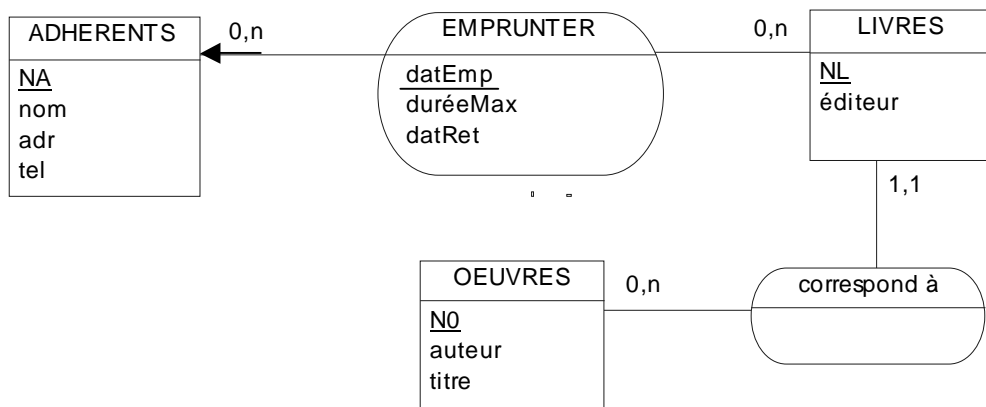 ADHERENTS
NA
nom
adr
tel
0,n
EMPRUNTER
datEmp
duréeMax
datRet
0,n
LIVRES
NL
éditeur
1,1
OEUVRES
N0
auteur
titre
0,n
correspond à